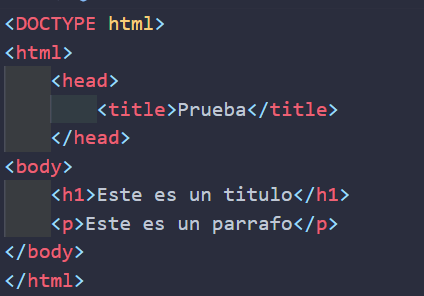 <DOCTYPE html>
<html>
<head>
<title>Prueba</title>
</head>
<body>
<h1>Este es un titulo</h1>
<p>Este es un parrafo</p>
</body>
</html>